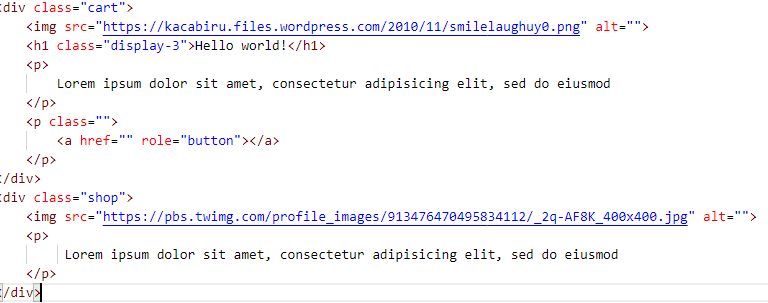 <div class="cart">
<img src="https://kacabiru.files.wordpress.com/2010/11/smilelaughuy0.png" alt="">
<h1 class="display-3">Hello world!</h1>
<p>
Lorem ipsum dolor sit amet, consectetur adipisicing elit, sed do eiusmod
</p>
<p class="">
<a href="" role="button"></a>
</p>
</div>
<div class="shop">
<img src="https://pbs.twimg.com/profile_images/913476470495834112/_2q-AF8K_400x400.jpg" alt="">
<p>
Lorem ipsum dolor sit amet, consectetur adipisicing elit, sed do eiusmod
</p>
</div>